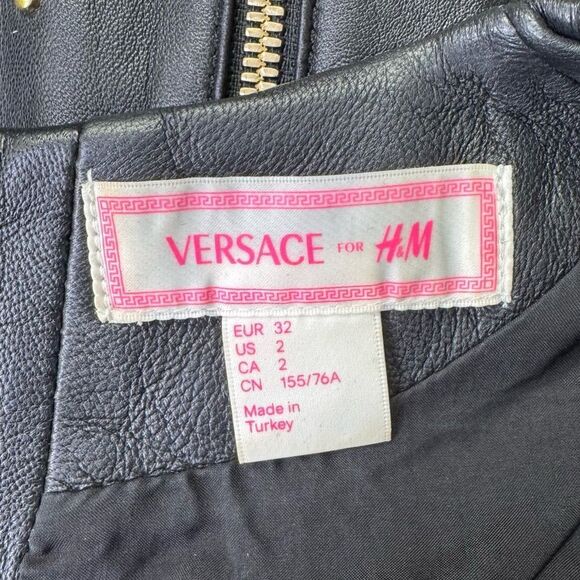 VERSACE FOR H&M
EUR 32
US 2
CA 2
CN 155/76A
Made in
Turkey